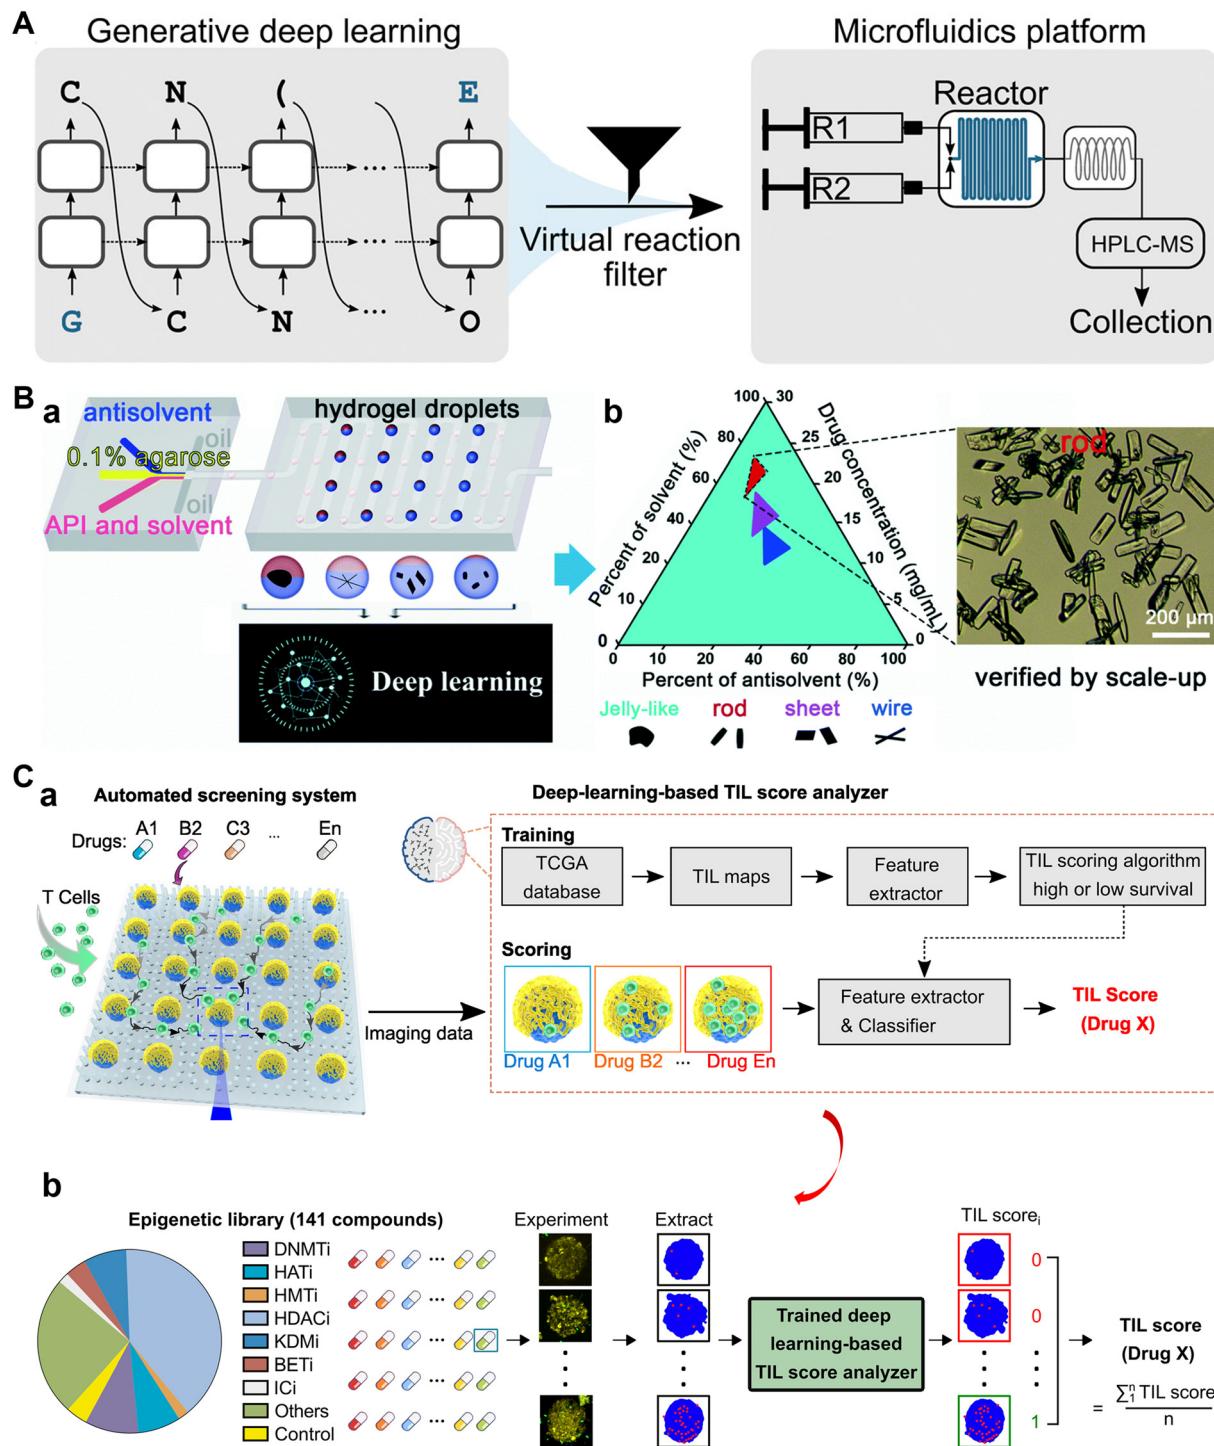 A
Generative deep learning
Microfluidics platform
C N ( ... E
...
...
G C N ... O
Virtual reaction
filter
Reactor
R1
R2
HPLC-MS
Collection
B
a
antisolvent
oil
0.1% agarose
oil
API and solvent
hydrogel droplets
Deep learning
b
100 30
80 25
60 20
40 15
20 10
10 5
0 0
Percent of solvent (%)
Drug concentration (mg/mL)
0 10 20 40 60 80 100
Percent of antisolvent (%)
Jelly-like rod sheet wire
rod
200 µm
verified by scale-up
C
a
Automated screening system
Drugs: A1 B2 C3 ... En
T Cells
Imaging data
Deep-learning-based TIL score analyzer
Training
TCGA
database
TIL maps
Feature
extractor
TIL scoring algorithm
high or low survival
Scoring
Drug A1 Drug B2 ... Drug En
Feature extractor
& Classifier
TIL Score
(Drug X)
b
Epigenetic library (141 compounds)
DNMTi
HATi
HMTi
HDACi
KDMi
BETi
ICi
Others
Control
...
...
...
...
...
Experiment
Extract
Trained deep
learning-based
TIL score analyzer
TIL scoreᵢ
0
0
1
TIL score
(Drug X)
= ∑₁ⁿ TIL score
n